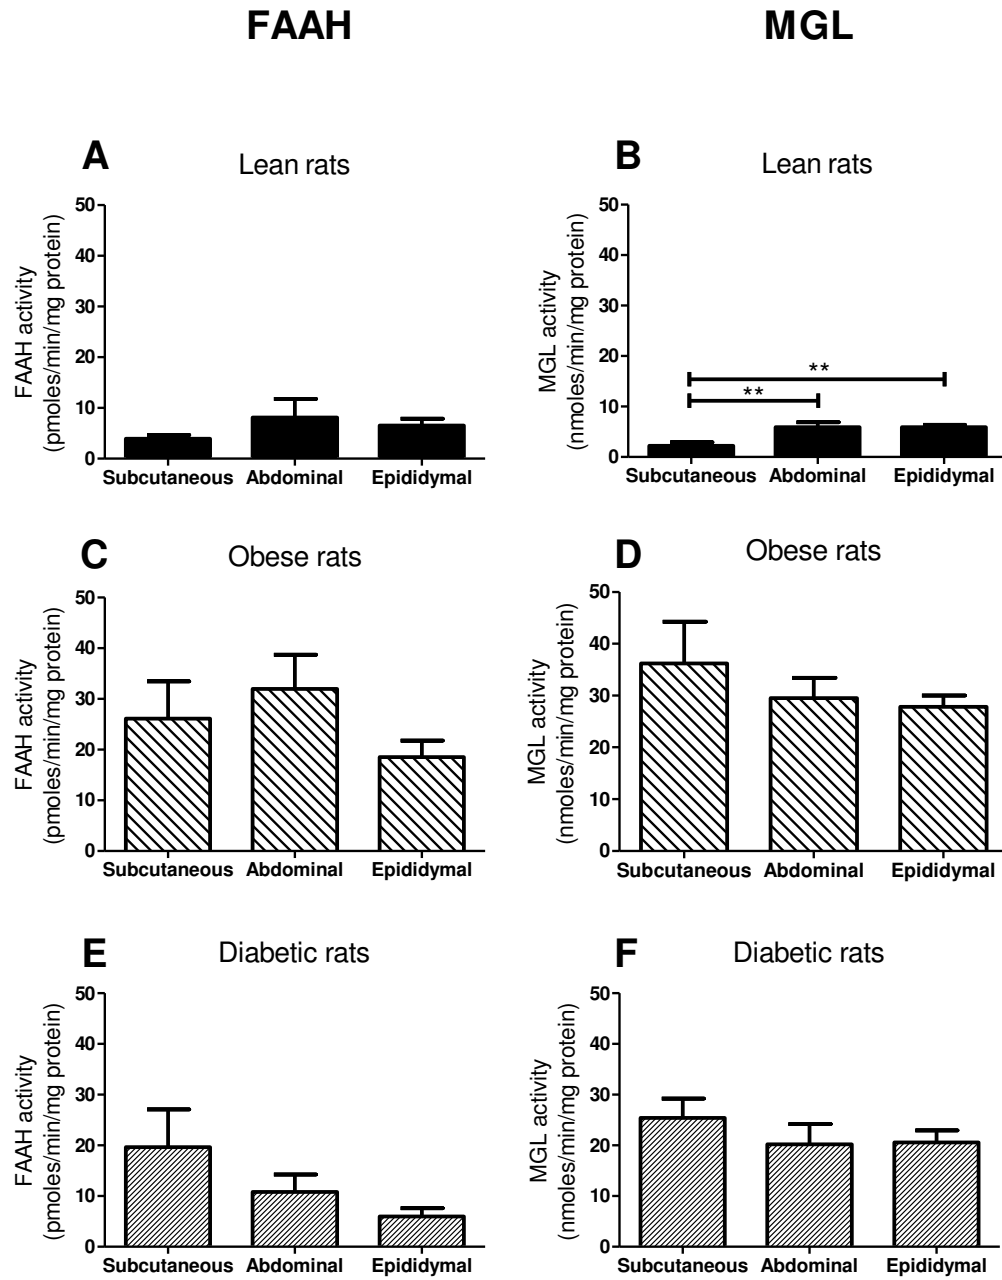 FAAH
MGL
A
Lean rats
FAAH activity
(pmoles/min/mg protein)
50
40
30
20
10
0
Subcutaneous Abdominal Epididymal
B
Lean rats
MGL activity
(nmoles/min/mg protein)
50
40
30
20
10
0
**
**
Subcutaneous Abdominal Epididymal
C
Obese rats
FAAH activity
(pmoles/min/mg protein)
50
40
30
20
10
0
Subcutaneous Abdominal Epididymal
D
Obese rats
MGL activity
(nmoles/min/mg protein)
50
40
30
20
10
0
Subcutaneous Abdominal Epididymal
E
Diabetic rats
FAAH activity
(pmoles/min/mg protein)
50
40
30
20
10
0
Subcutaneous Abdominal Epididymal
F
Diabetic rats
MGL activity
(nmoles/min/mg protein)
50
40
30
20
10
0
Subcutaneous Abdominal Epididymal